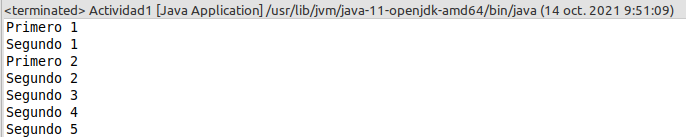 <terminated> Actividad1 [Java Application] /usr/lib/jvm/java-11-openjdk-amd64/bin/java (14 oct. 2021 9:51:09)
Primero 1
Segundo 1
Primero 2
Segundo 2
Segundo 3
Segundo 4
Segundo 5